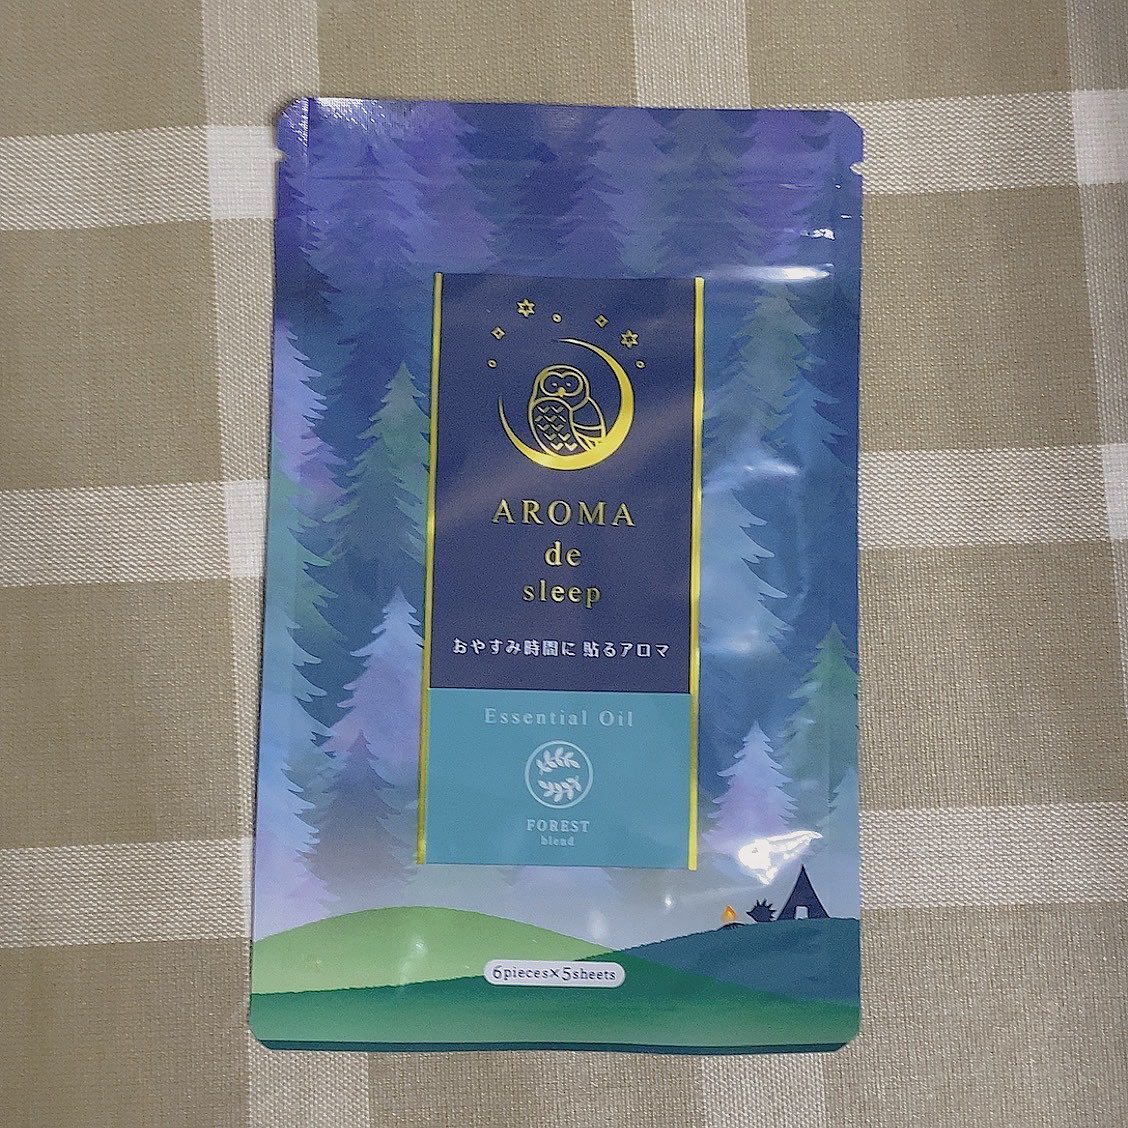 AROMA
de
sleep
おやすみ時間に 貼るアロマ
Essential Oil
FOREST
blend
6pieces×5sheets